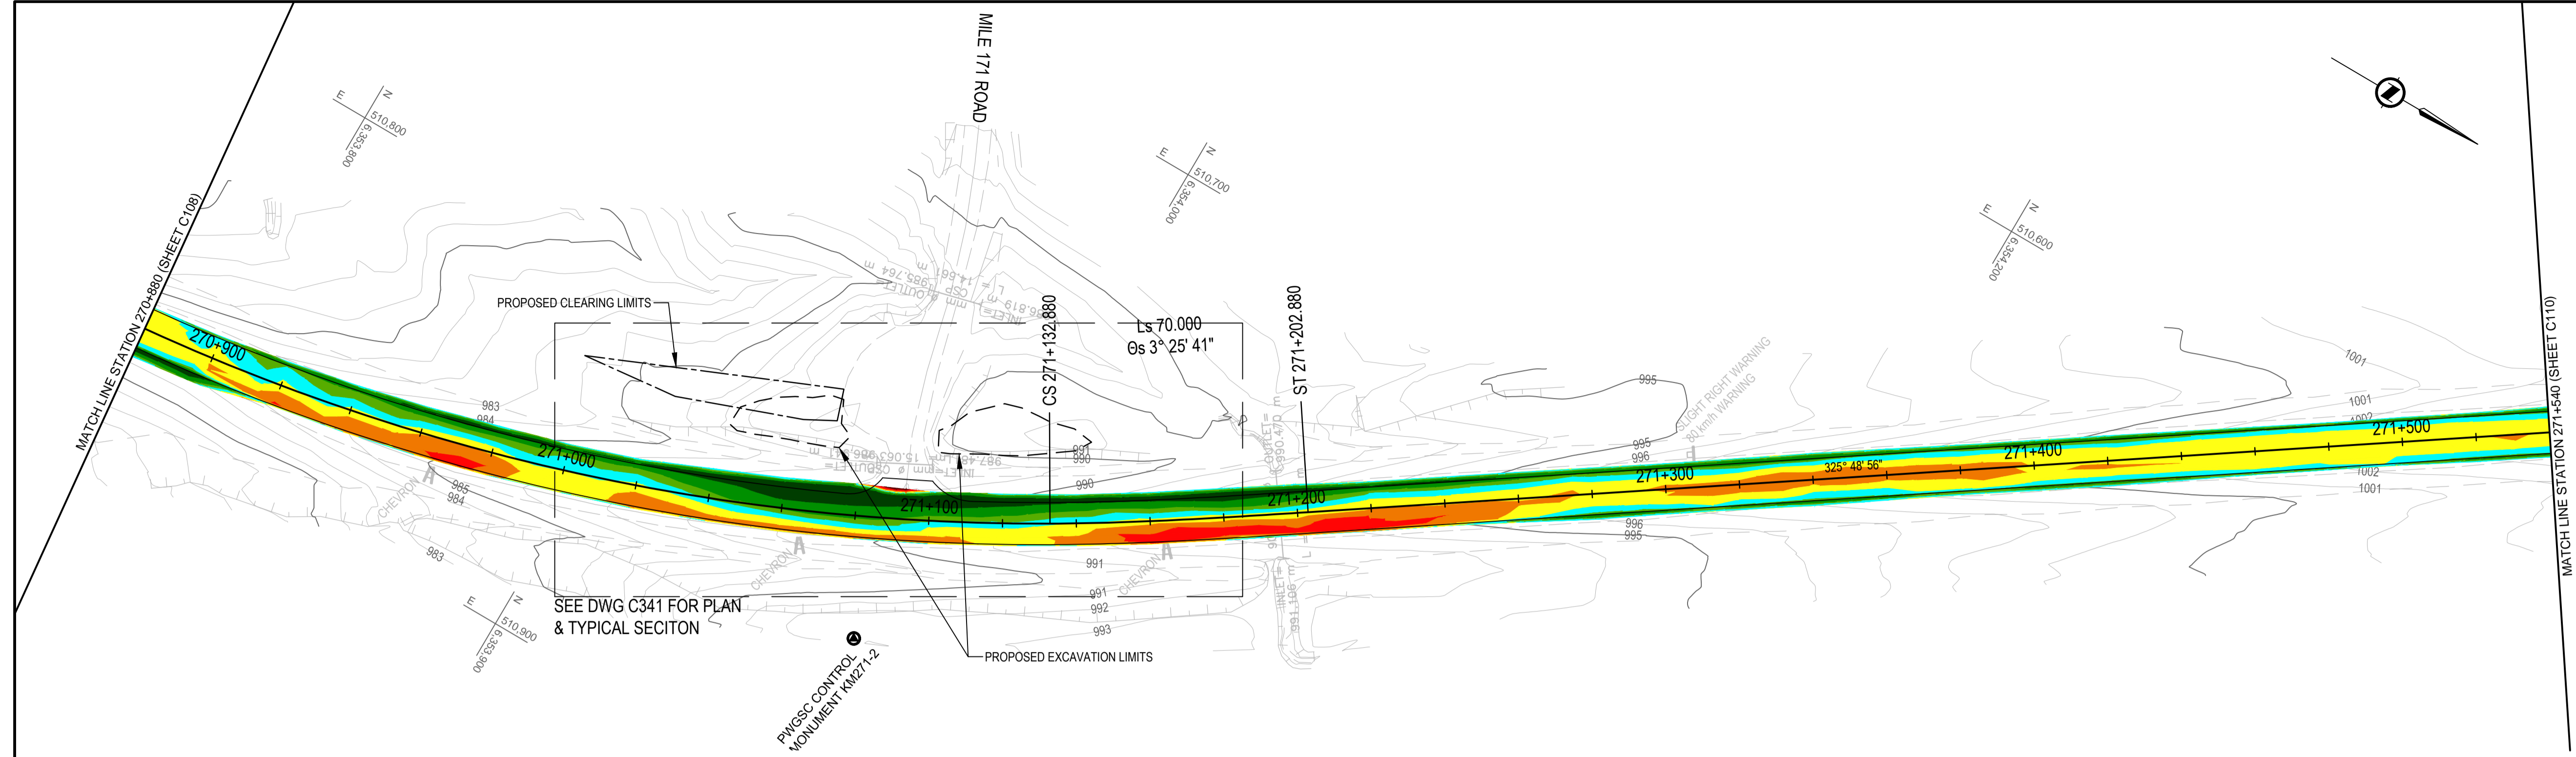 MATCH LINE STATION 270+880 (SHEET C108)
MILE 171 ROAD
E
N
510,800
6,353,800
E
N
510,700
6,354,000
E
N
510,600
6,354,200
E
N
510,900
6,353,900
PROPOSED CLEARING LIMITS
Ls 70.000
Θs 3° 25' 41"
CS 271+132.880
ST 271+202.880
270+900
271+000
271+100
271+200
271+300
271+400
271+500
325° 48' 56"
983
984
985
984
983
CHEVRON
CHEVRON
CHEVRON
991
990
990
991
991
992
993
995
995
996
996
995
SLIGHT RIGHT WARNING
80 km/h WARNING
1001
1001
1002
1002
1001
SEE DWG C341 FOR PLAN
& TYPICAL SECITON
PROPOSED EXCAVATION LIMITS
PWGSC CONTROL
MONUMENT KM271-2
MATCH LINE STATION 271+540 (SHEET C110)